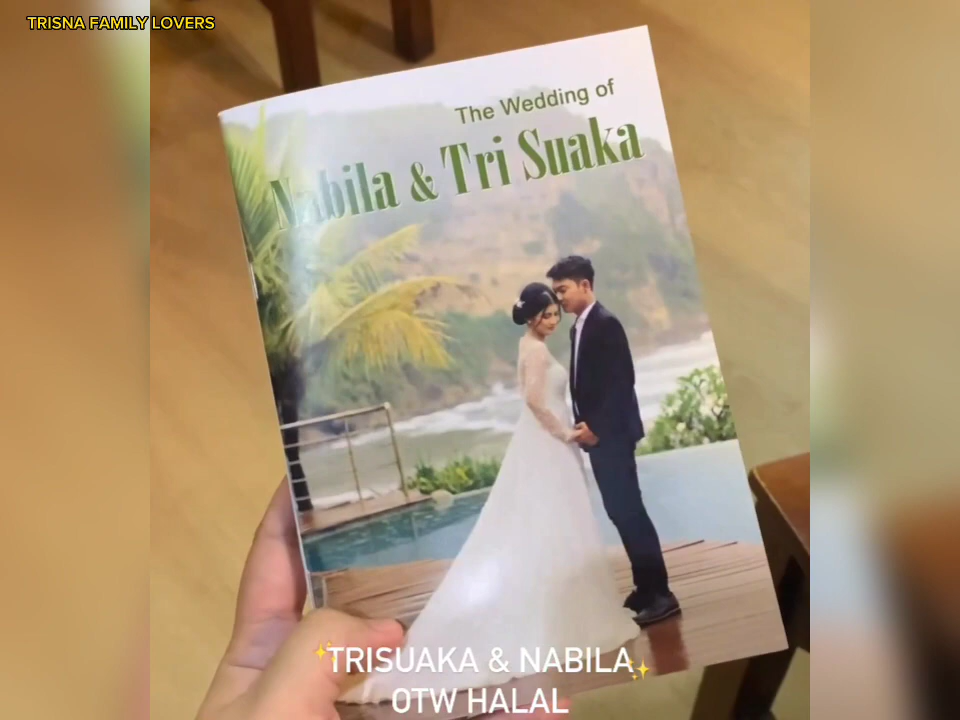 TRISNA FAMILY LOVERS
The Wedding of
Nabila & Tri Suaka
✨TRISUAKA & NABILA✨
OTW HALAL